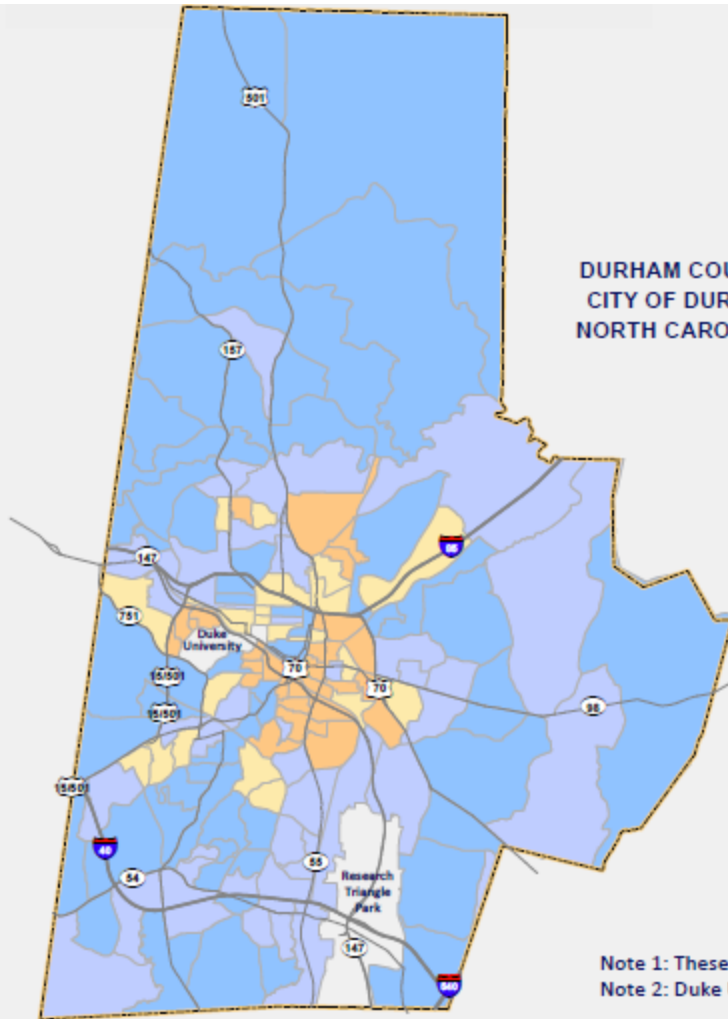 501
DURHAM COU
CITY OF DUR
NORTH CARO
157
85
147
751
Duke
University
70
15/501
70
15/501
98
15/501
40
55
54
Research
Triangle
Park
147
540
Note 1: These
Note 2: Duke